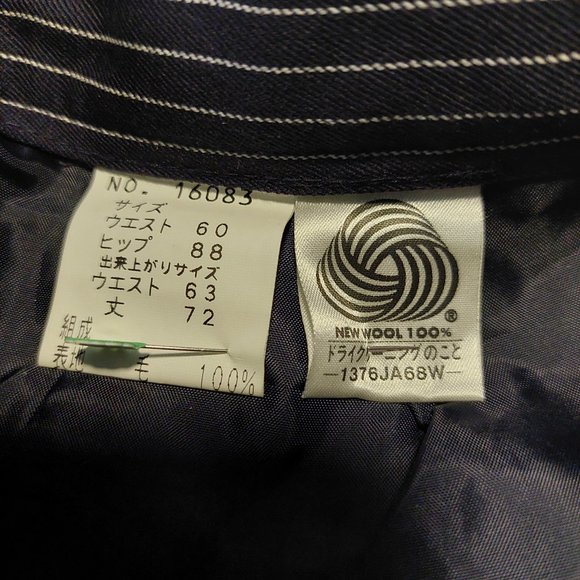 NO. 16083
サイズ
ウエスト 60
ヒップ 88
出来上がりサイズ
ウエスト 63
丈 72
組成
表地 毛 100%
®
NEW WOOL 100%
ドライクリーニングのこと
—1376JA68W—